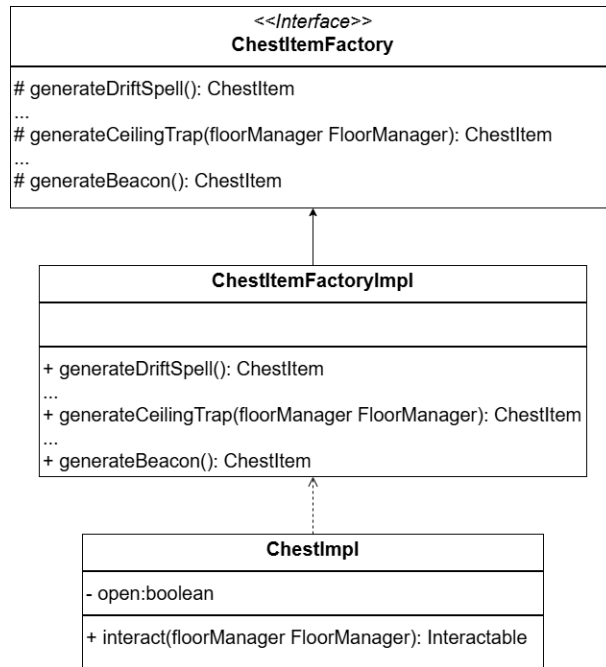 <<Interface>>
ChestItemFactory
# generateDriftSpell(): ChestItem
...
# generateCeilingTrap(floorManager FloorManager): ChestItem
...
# generateBeacon(): ChestItem
ChestItemFactoryImpl
+ generateDriftSpell(): ChestItem
...
+ generateCeilingTrap(floorManager FloorManager): ChestItem
...
+ generateBeacon(): ChestItem
ChestImpl
- open:boolean
+ interact(floorManager FloorManager): Interactable